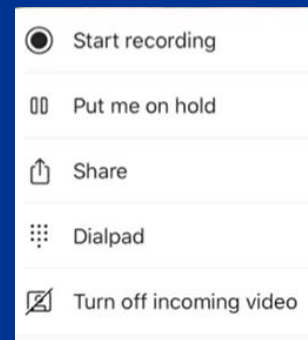 Start recording
Put me on hold
Share
Dialpad
Turn off incoming video